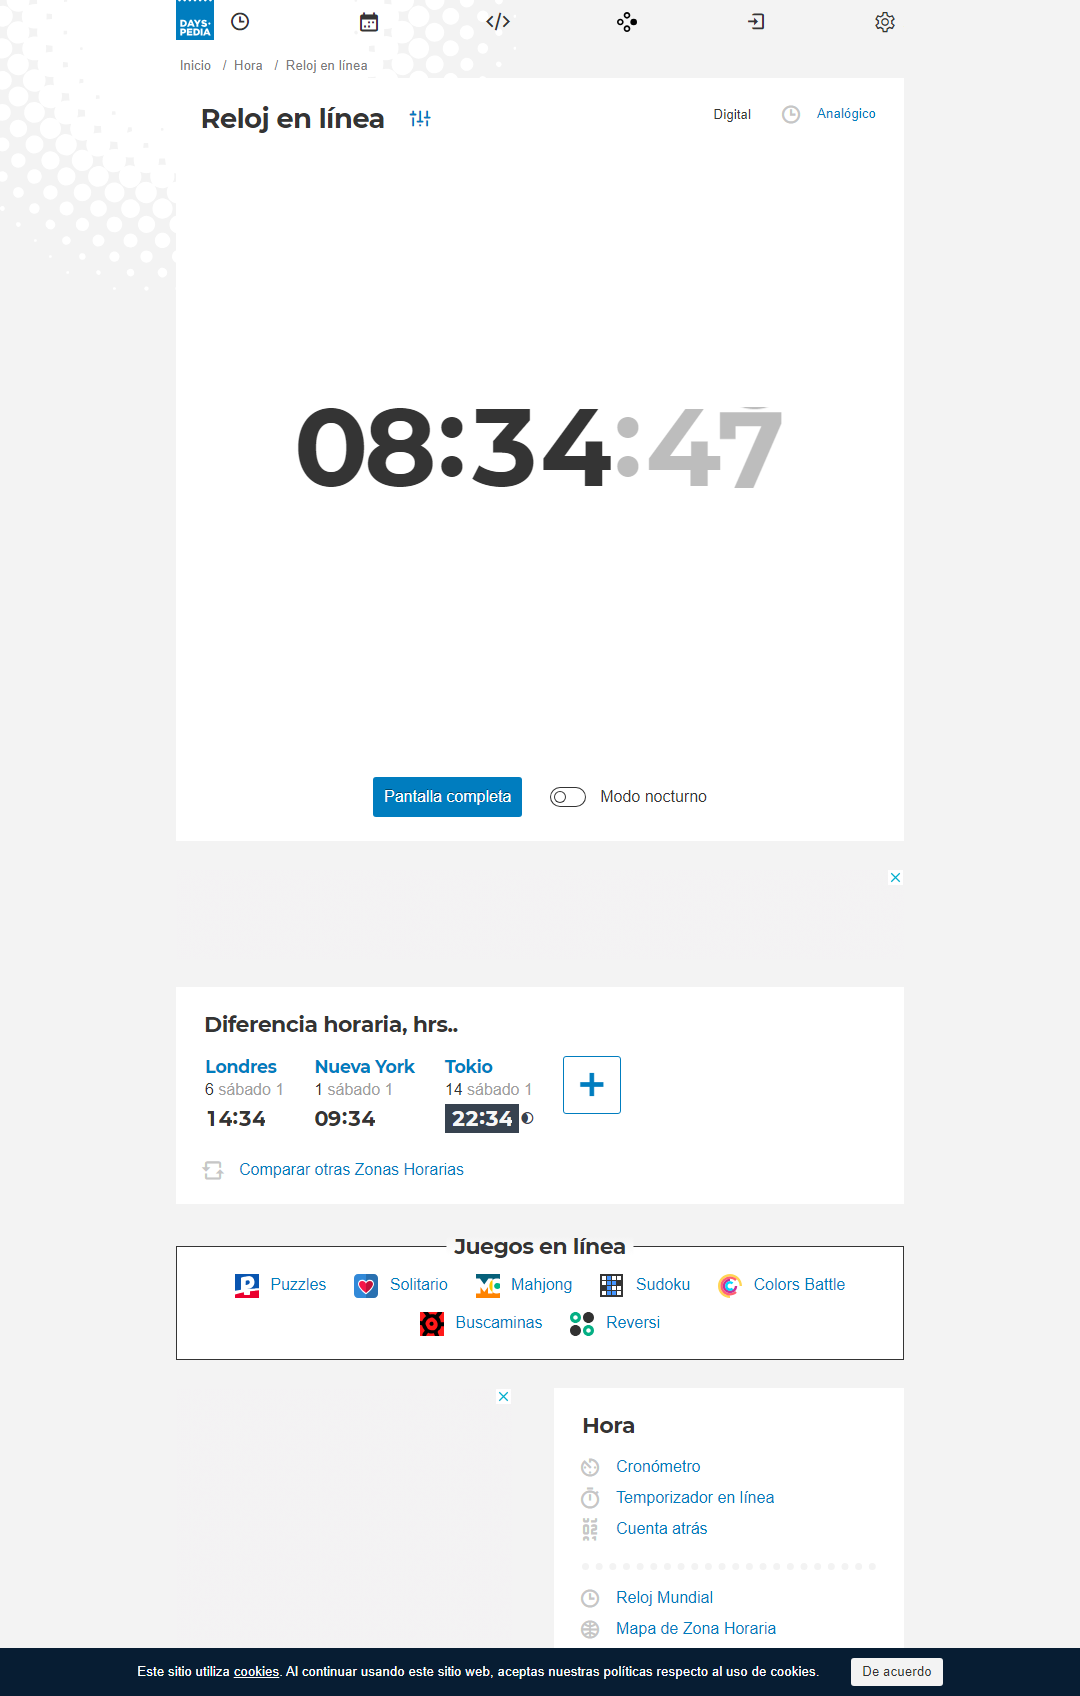 DAYS•
PEDIA
Inicio / Hora / Reloj en línea
Reloj en línea
Digital
Analógico
08:34:47
Pantalla completa
Modo nocturno
Diferencia horaria, hrs..
Londres Nueva York Tokio
6 sábado 1 1 sábado 1 14 sábado 1
14:34 09:34 22:34
Comparar otras Zonas Horarias
Juegos en línea
Puzzles Solitario Mahjong Sudoku Colors Battle
Buscaminas Reversi
Hora
Cronómetro
Temporizador en línea
Cuenta atrás
Reloj Mundial
Mapa de Zona Horaria
Este sitio utiliza cookies. Al continuar usando este sitio web, aceptas nuestras políticas respecto al uso de cookies. De acuerdo